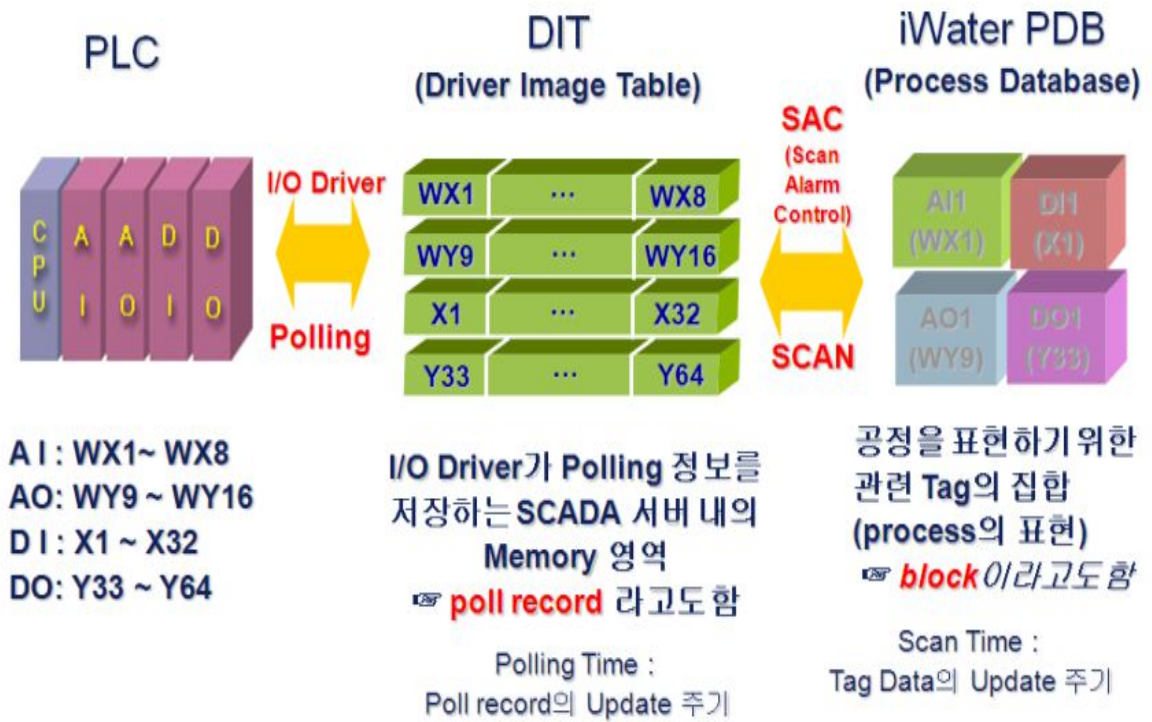 PLC
DIT
(Driver Image Table)
iWater PDB
(Process Database)
I/O Driver
Polling
SAC
(Scan
Alarm
Control)
SCAN
CPU
AI
AO
DI
DO
WX1 ... WX8
WY9 ... WY16
X1 ... X32
Y33 ... Y64
AI1
(WX1)
DI1
(X1)
AO1
(WY9)
DO1
(Y33)
A I : WX1~ WX8
AO: WY9 ~ WY16
D I : X1 ~ X32
DO: Y33 ~ Y64
I/O Driver가 Polling 정보를
저장하는 SCADA 서버 내의
Memory 영역
☞ poll record 라고도함
Polling Time :
Poll record의 Update 주기
공정을 표현하기 위한
관련 Tag의 집합
(process의 표현)
☞ block이라고도함
Scan Time :
Tag Data의 Update 주기